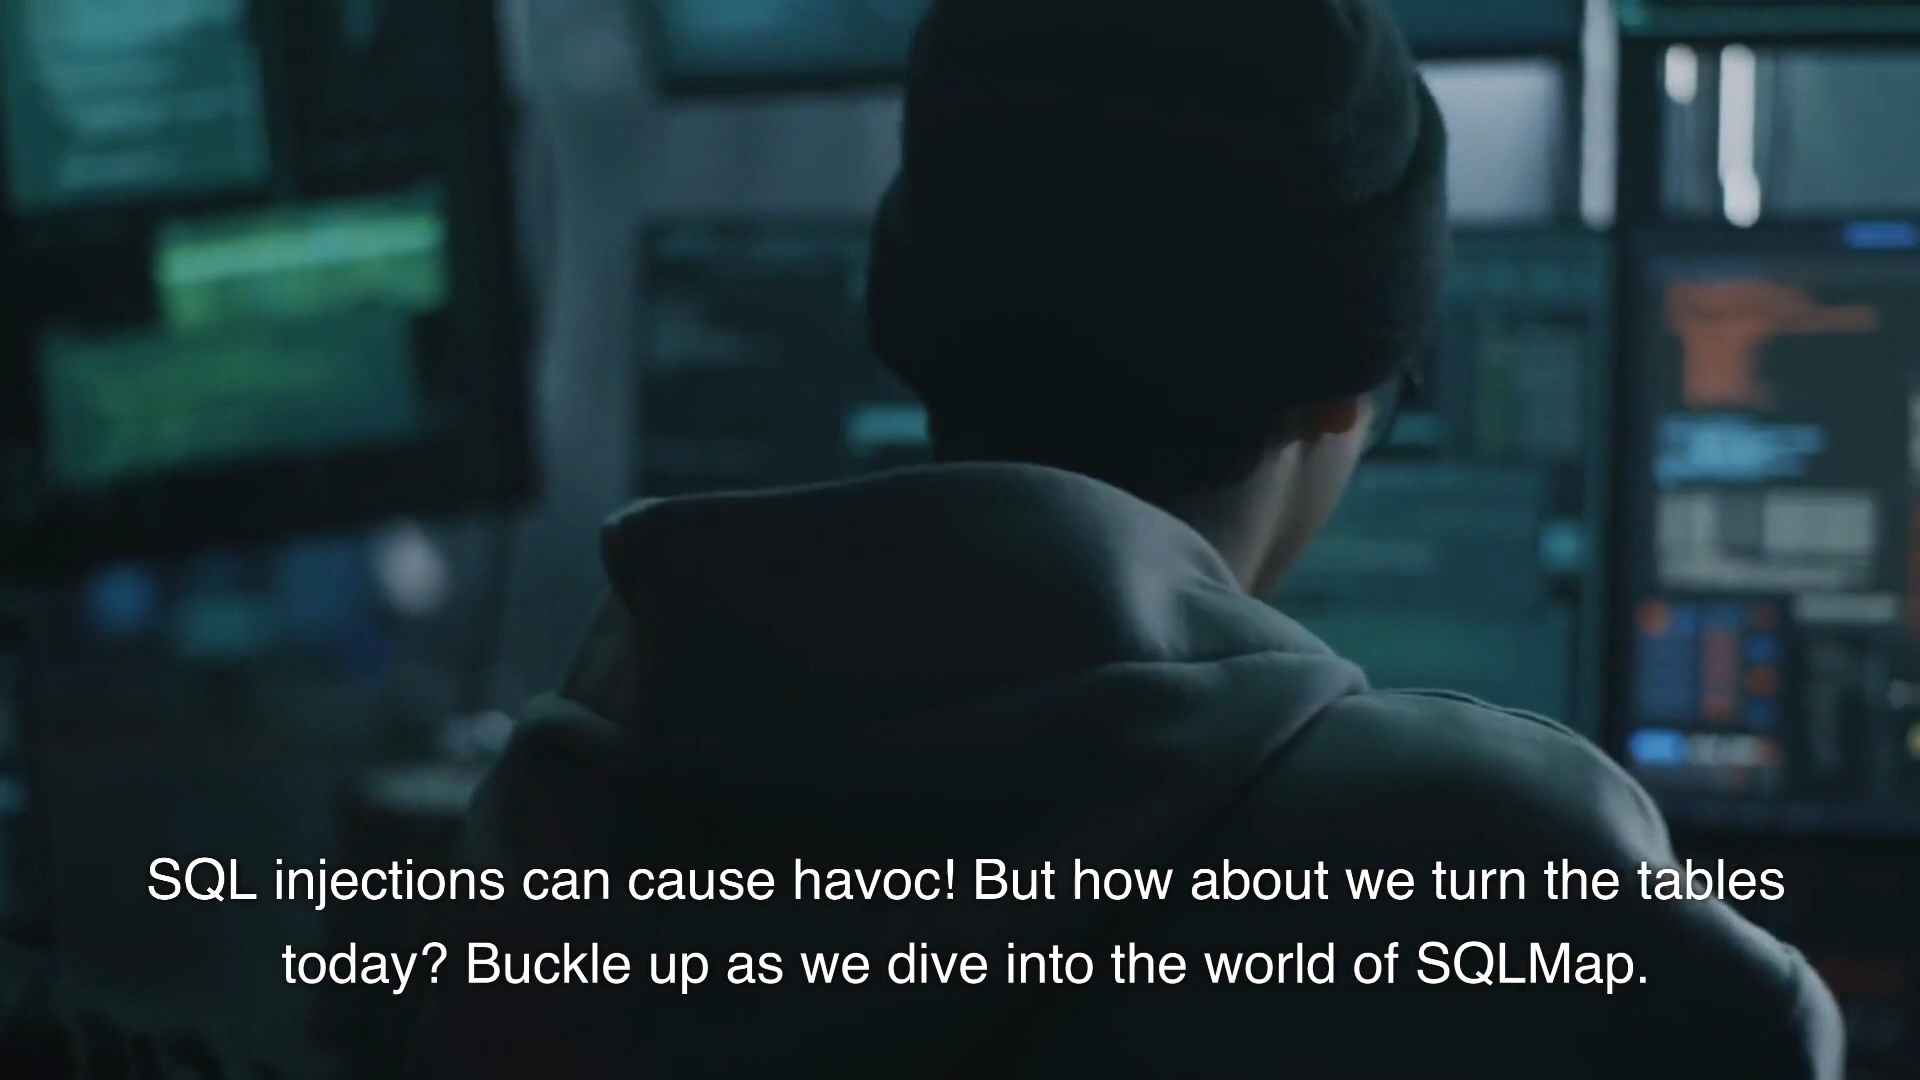 SQL injections can cause havoc! But how about we turn the tables
today? Buckle up as we dive into the world of SQLMap.